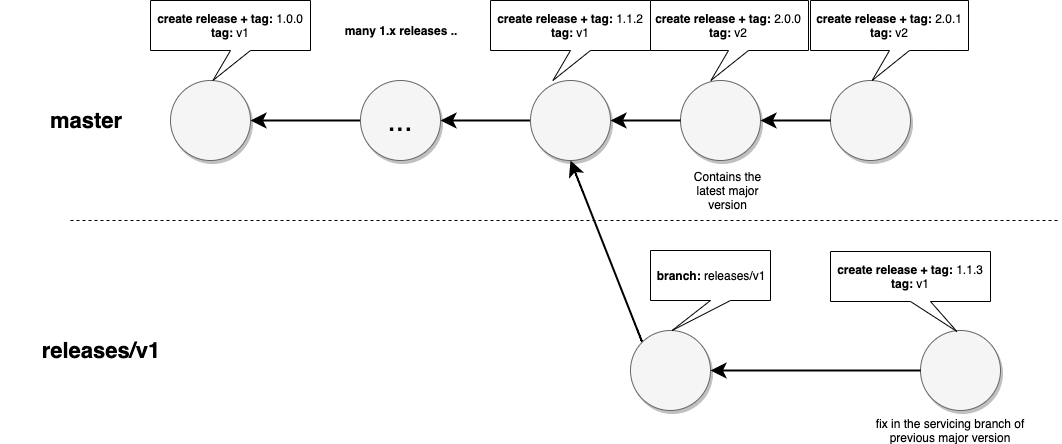 create release + tag: 1.0.0
tag: v1
many 1.x releases ..
create release + tag: 1.1.2
tag: v1
create release + tag: 2.0.0
tag: v2
create release + tag: 2.0.1
tag: v2
master
...
Contains the
latest major
version
branch: releases/v1
create release + tag: 1.1.3
tag: v1
releases/v1
fix in the servicing branch of
previous major version